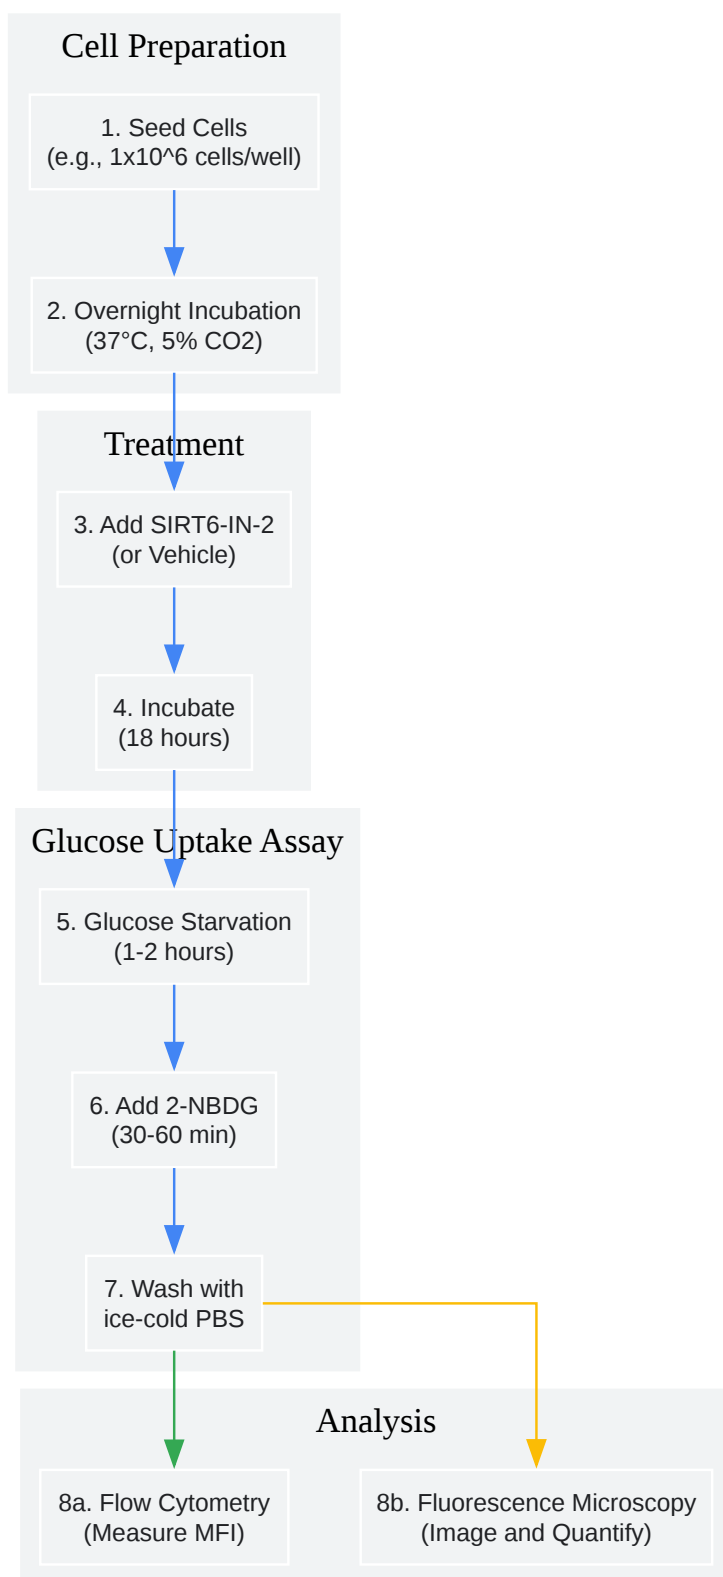 Cell Preparation
1. Seed Cells
(e.g., 1x10^6 cells/well)
2. Overnight Incubation
(37°C, 5% CO2)
Treatment
3. Add SIRT6-IN-2
(or Vehicle)
4. Incubate
(18 hours)
Glucose Uptake Assay
5. Glucose Starvation
(1-2 hours)
6. Add 2-NBDG
(30-60 min)
7. Wash with
ice-cold PBS
Analysis
8a. Flow Cytometry
(Measure MFI)
8b. Fluorescence Microscopy
(Image and Quantify)